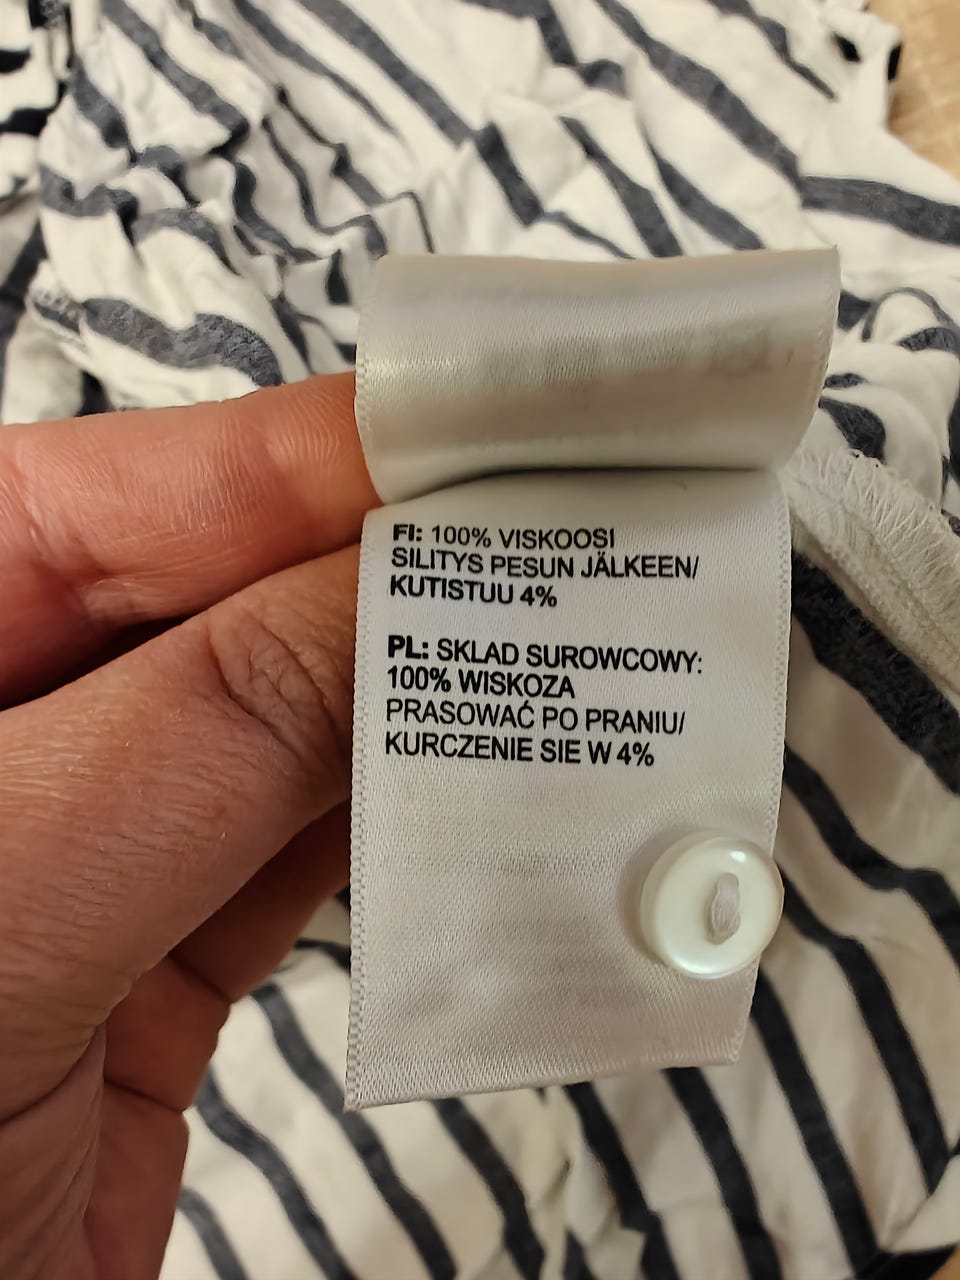 FI: 100% VISKOOSI
SILITYS PESUN JÄLKEEN/
KUTISTUU 4%
PL: SKLAD SUROWCOWY:
100% WISKOZA
PRASOWAĆ PO PRANIU/
KURCZENIE SIE W 4%